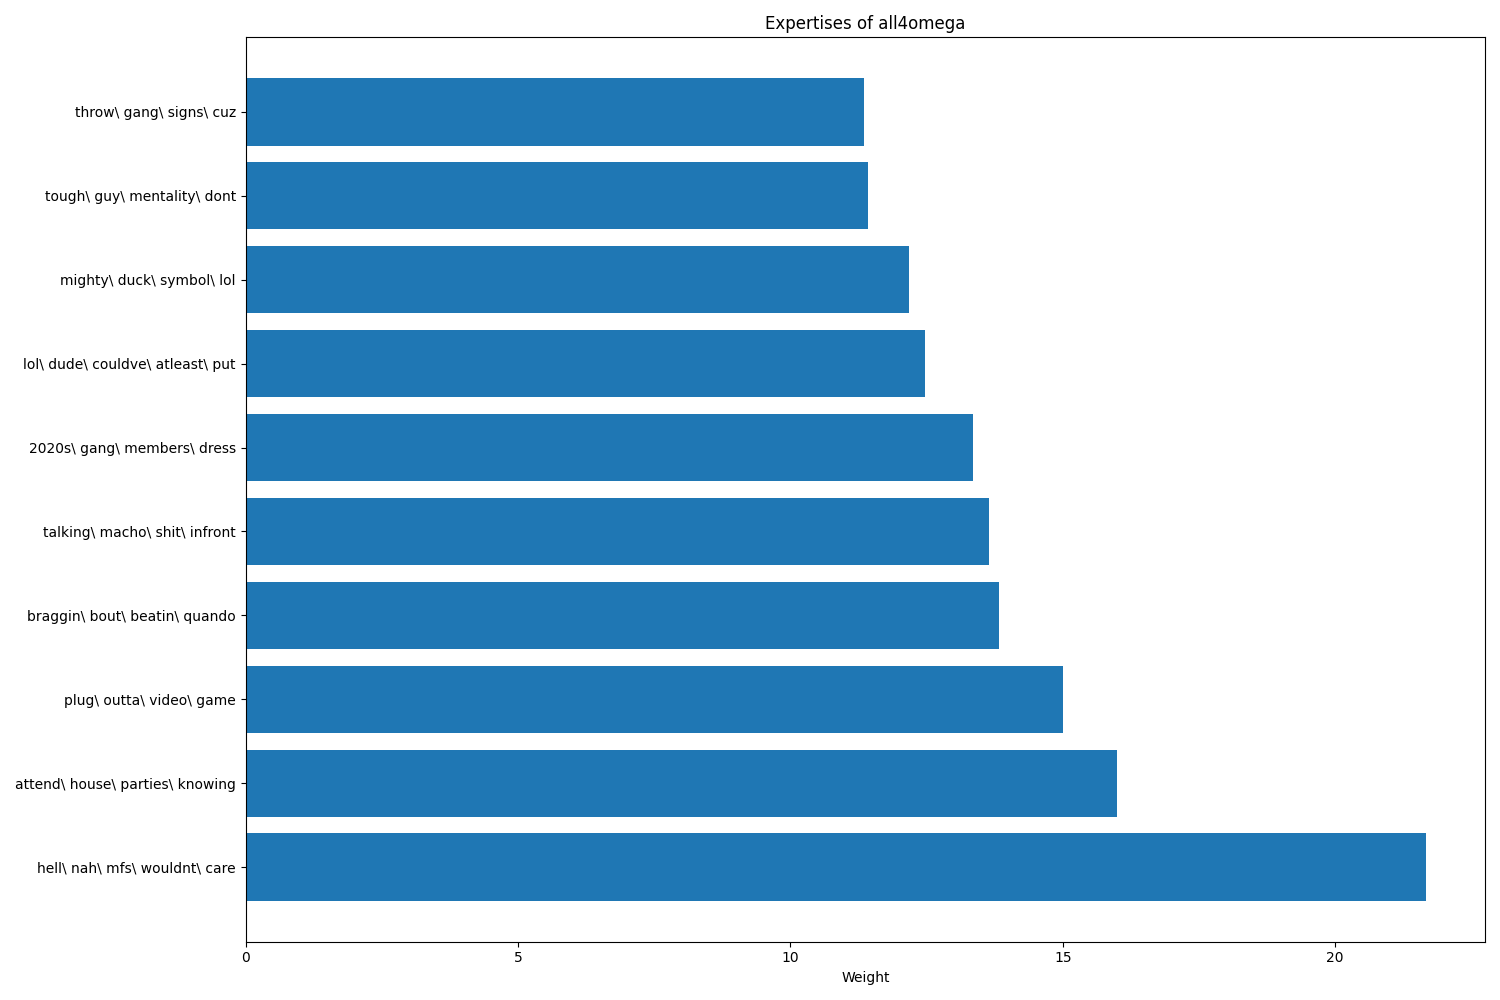 Expertises of all4omega
throw\ gang\ signs\ cuz
tough\ guy\ mentality\ dont
mighty\ duck\ symbol\ lol
lol\ dude\ couldve\ atleast\ put
2020s\ gang\ members\ dress
talking\ macho\ shit\ infront
braggin\ bout\ beatin\ quando
plug\ outta\ video\ game
attend\ house\ parties\ knowing
hell\ nah\ mfs\ wouldnt\ care
0 5 10 15 20
Weight